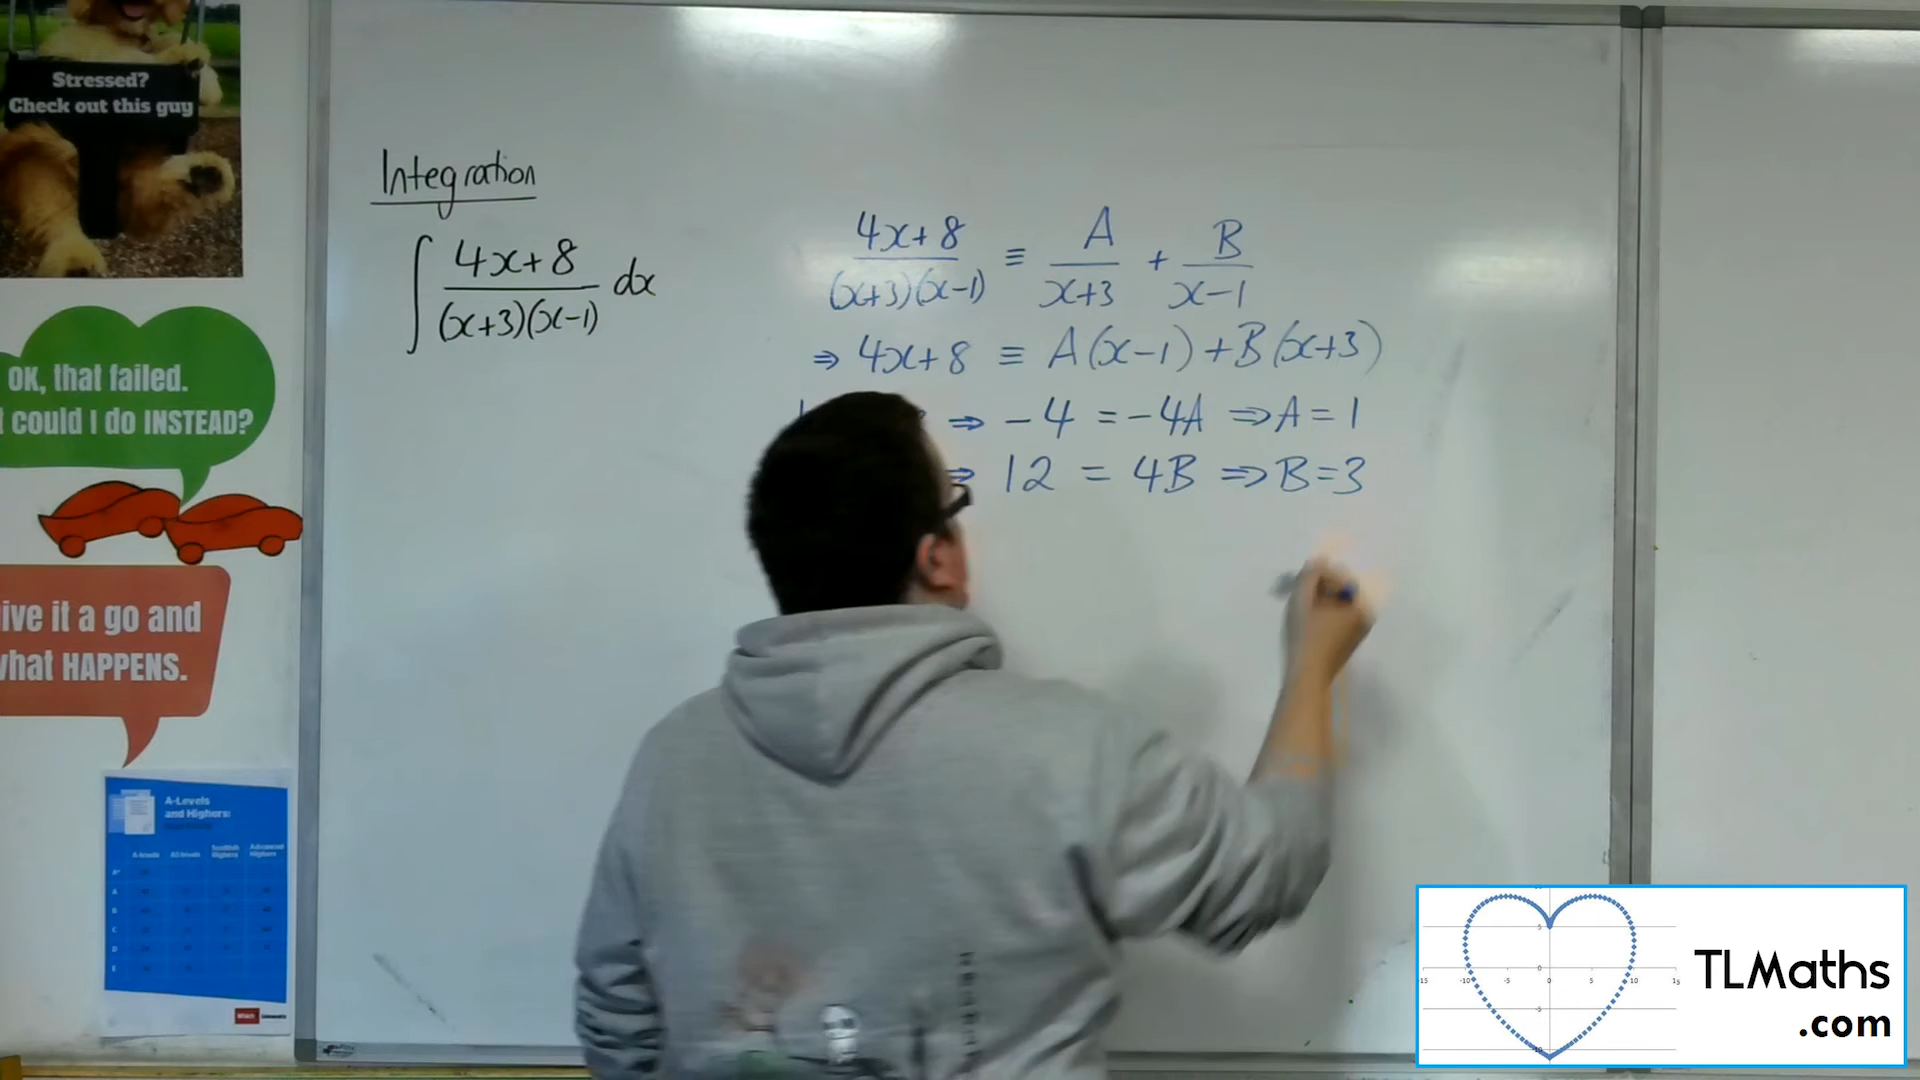 Stressed?
Check out this guy
OK, that failed.
could I do INSTEAD?
ive it a go and
what HAPPENS.
A-Levels
and Highers:
Integration
∫ 4x+8 / (x+3)(x-1) dx
4x+8 / (x+3)(x-1) ≡ A / x+3 + B / x-1
⇒ 4x+8 ≡ A(x-1) + B(x+3)
⇒ -4 = -4A ⇒ A = 1
⇒ 12 = 4B ⇒ B = 3
TLMaths
.com